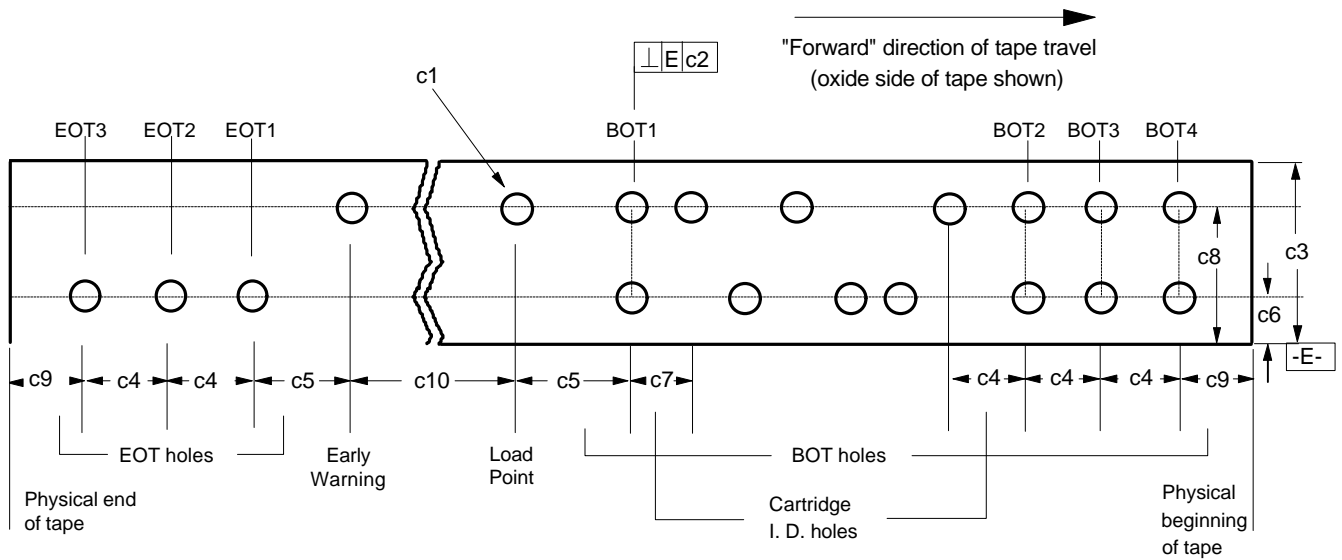 "Forward" direction of tape travel
(oxide side of tape shown)
⊥ E c2
c1
EOT3 EOT2 EOT1 BOT1 BOT2 BOT3 BOT4
c8 c3
c6
-E-
c9 c4 c4 c5 c10 c5 c7 c4 c4 c4 c9
EOT holes
Early
Warning
Load
Point
BOT holes
Cartridge
I. D. holes
Physical end
of tape
Physical
beginning
of tape